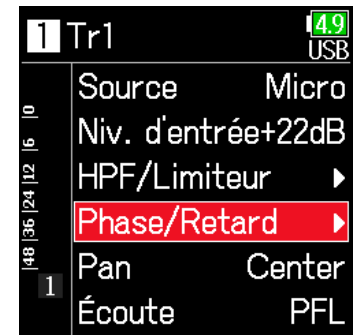 1 Tr1 4.9
USB
Source Micro
Niv. d'entrée+22dB
HPF/Limiteur
Phase/Retard
Pan Center
Écoute PFL
|48 |36 |24 |12 |6 |0
1